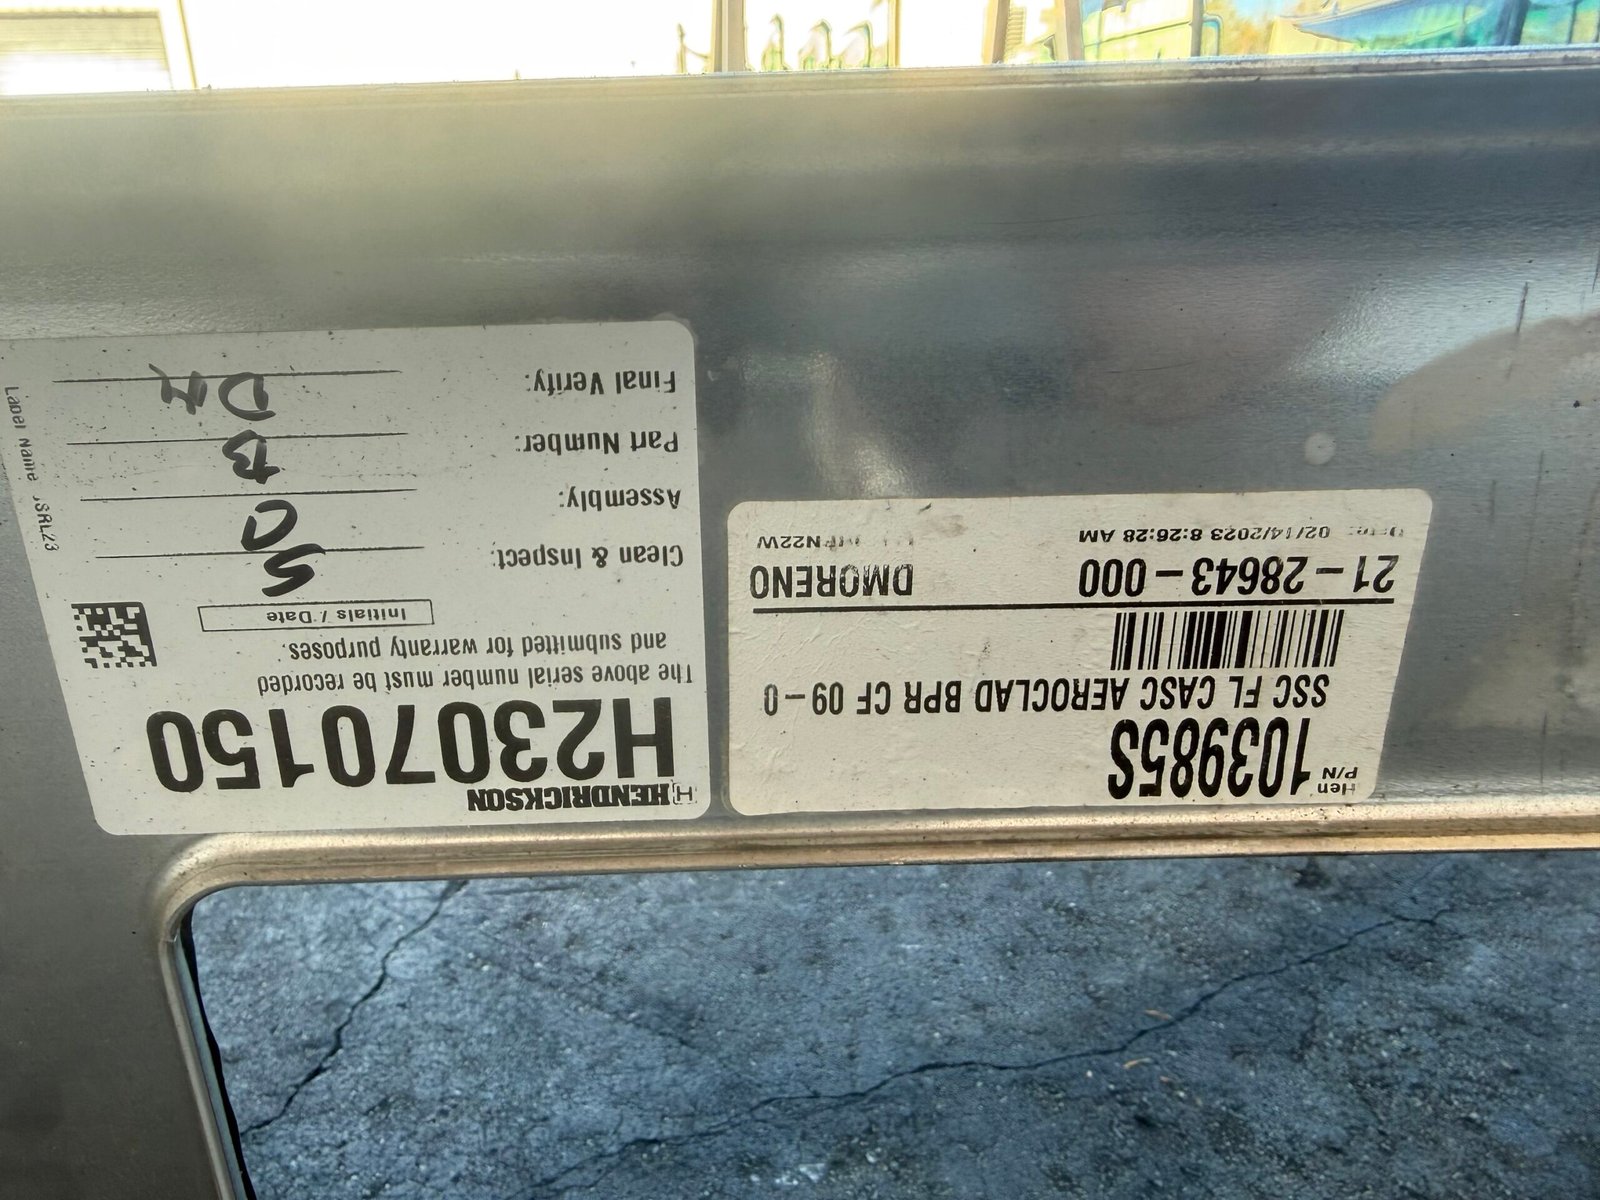 HENDRICKSON
H23070150
The above serial number must be recorded
and submitted for warranty purposes.
Initials / Date
Clean & Inspect:
Assembly:
Part Number:
Final Verify: DM
Label Name :SRL23
Hen
P/N 1039855S
SSC FL CASC AEROCLAD BPR CF 09-0
21-28643-000 DMORENO
02/14/2023 8:26:28 AM